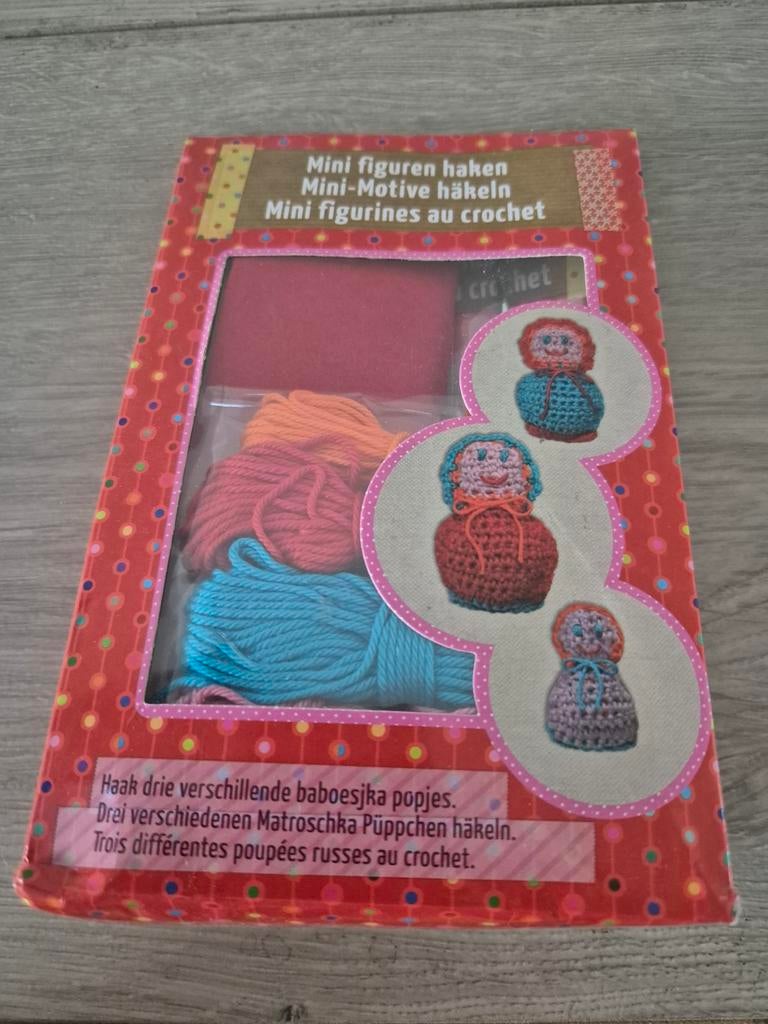 Mini figuren haken
Mini-Motive häkeln
Mini figurines au crochet
crochet
Haak drie verschillende baboesjka popjes.
Drei verschiedenen Matroschka Püppchen häkeln.
Trois différentes poupées russes au crochet.